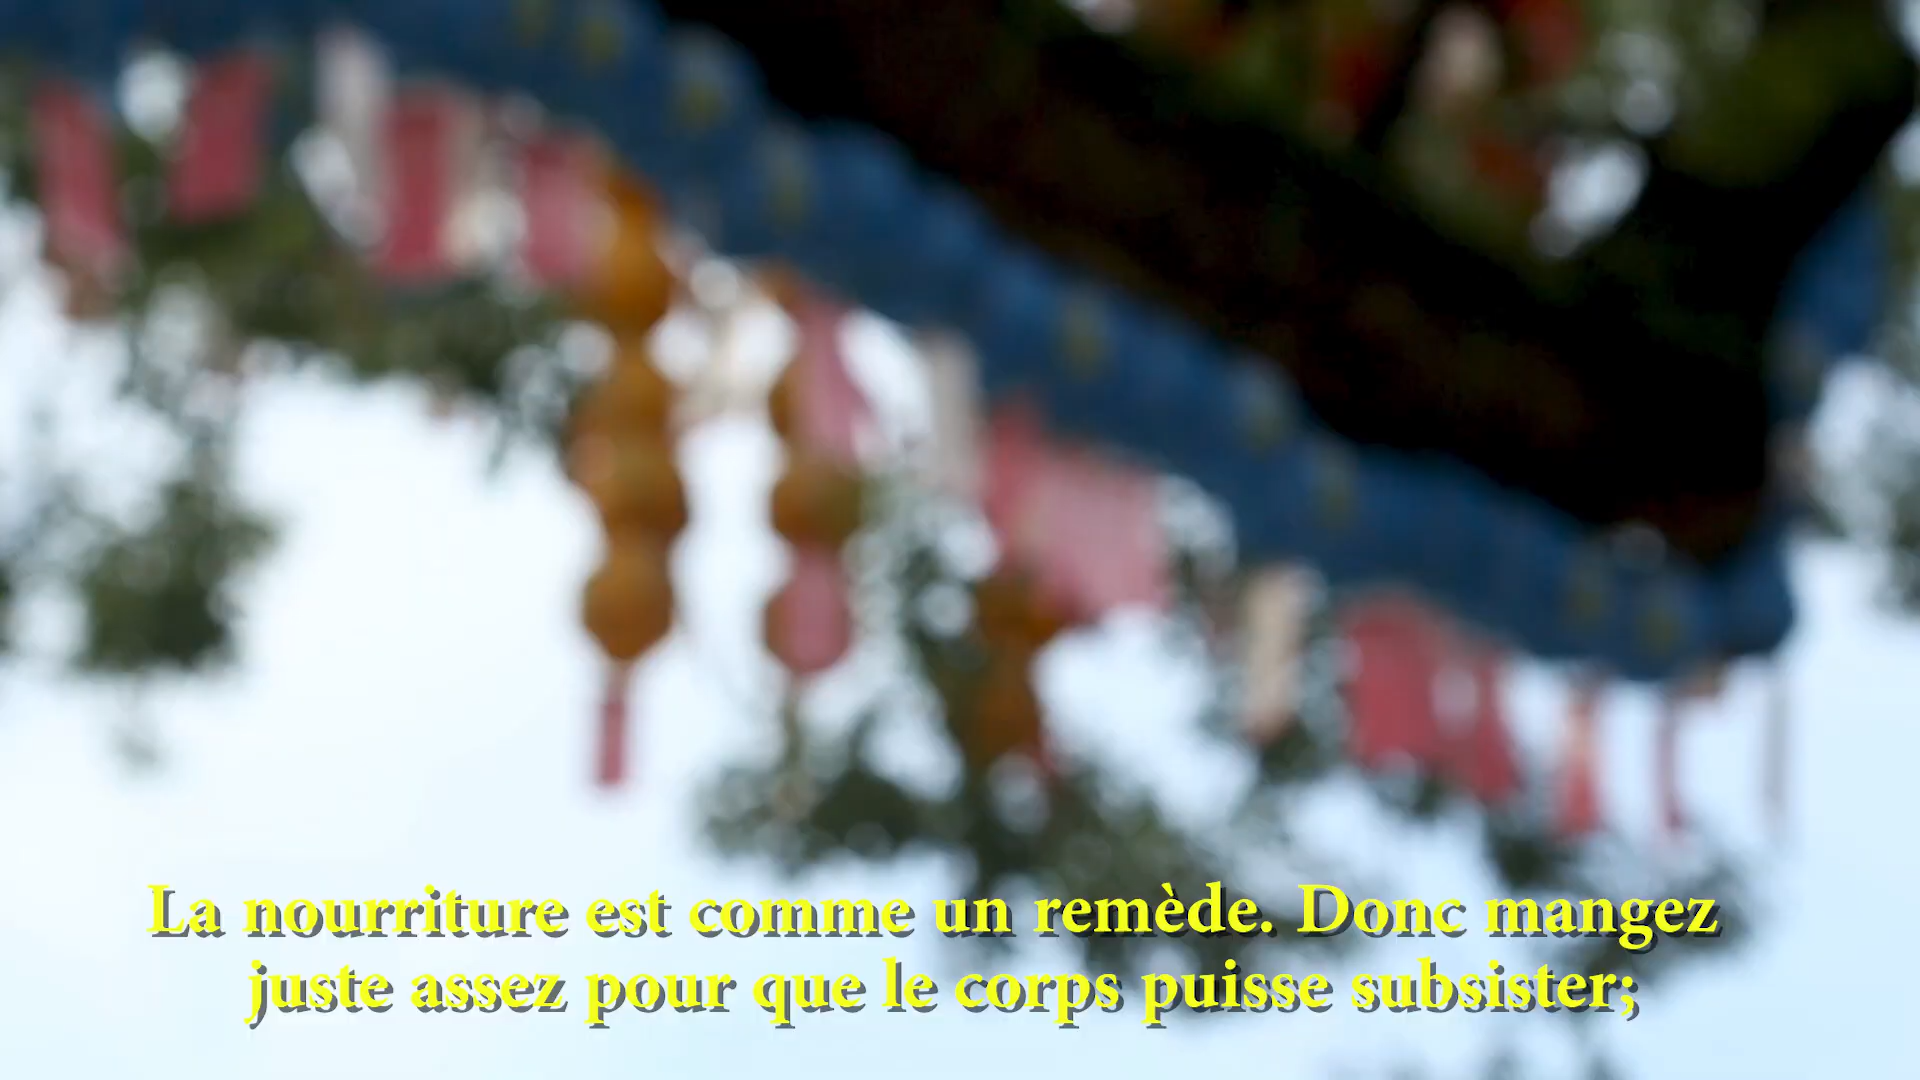 La nourriture est comme un remède. Donc mangez
juste assez pour que le corps puisse subsister;